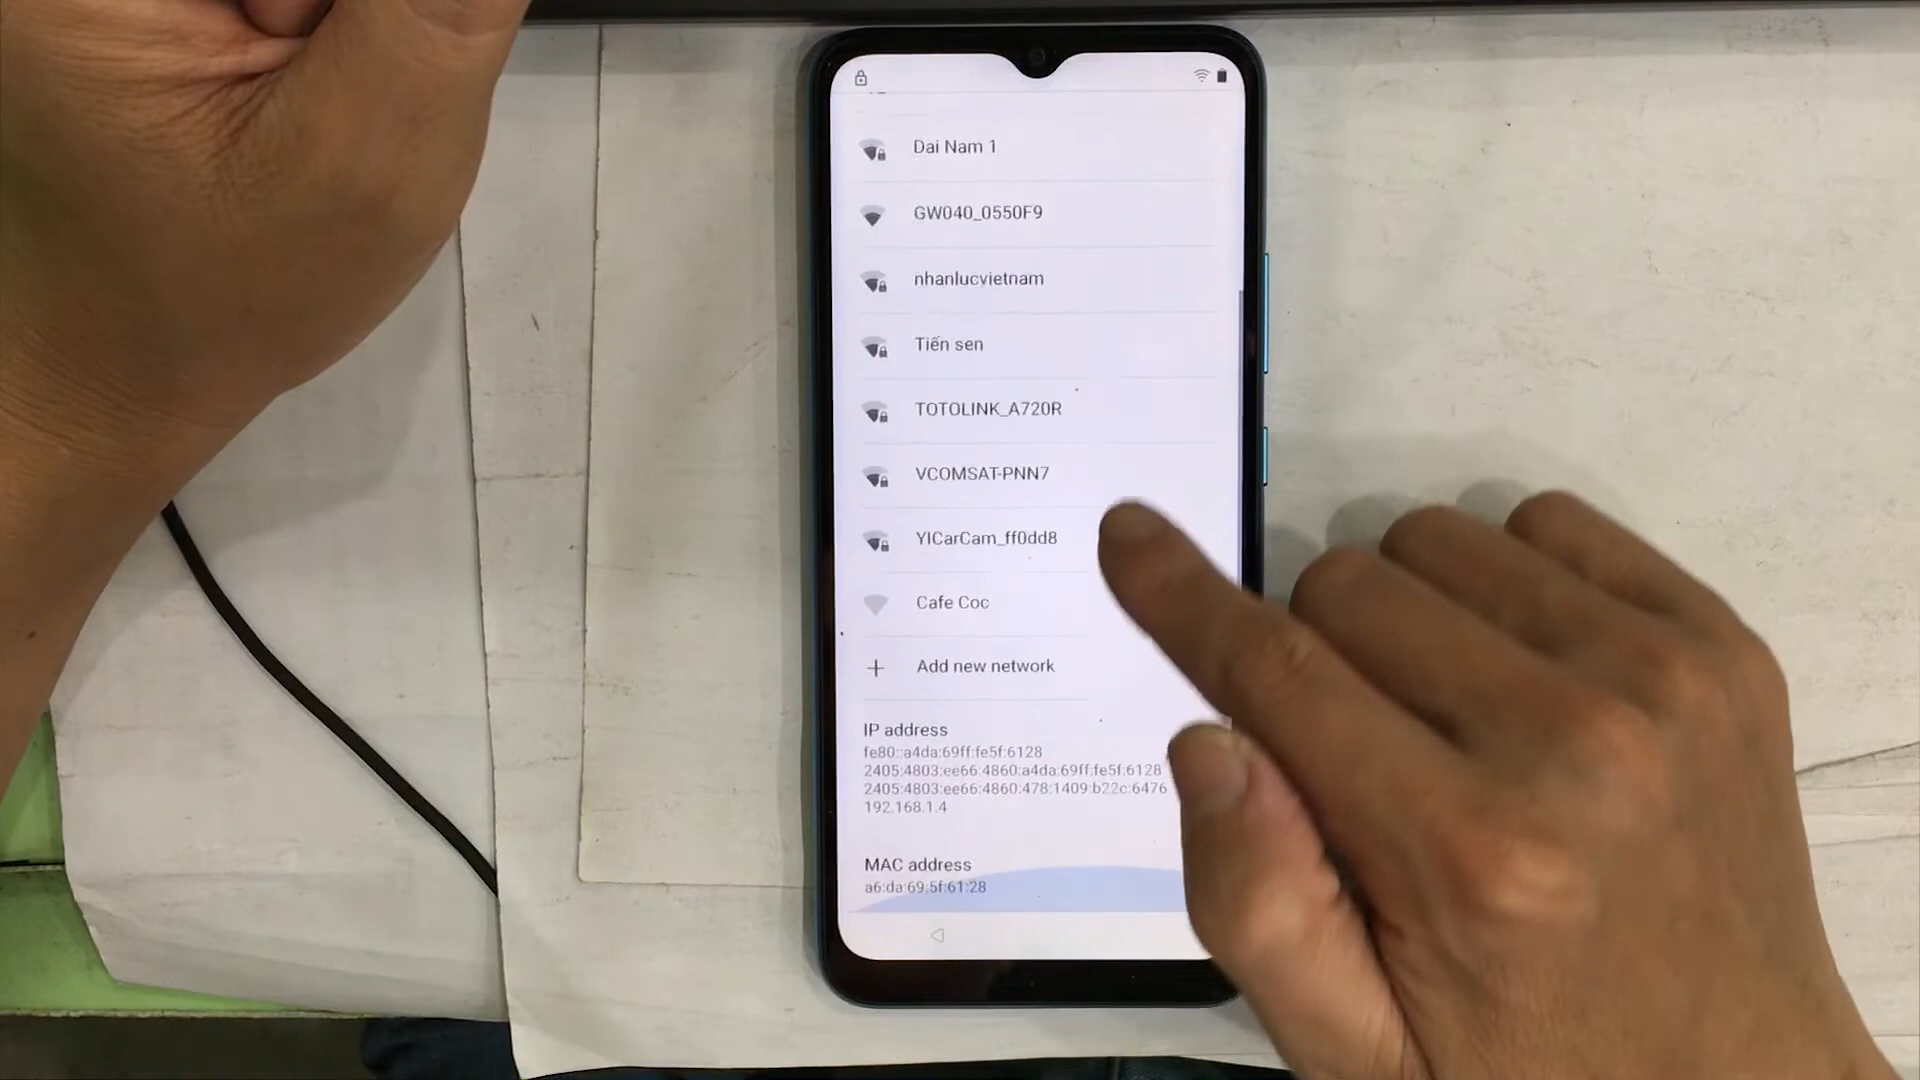 Dai Nam 1
GW040_0550F9
nhanlucvietnam
Tiến sen
TOTOLINK_A720R
VCOMSAT-PNN7
YICarCam_ff0dd8
Cafe Coc
Add new network
IP address
fe80::a4da:69ff:fe5f:6128
2405:4803:ee66:4860:a4da:69ff:fe5f:6128
2405:4803:ee66:4860:478:1409:b22c:6476
192.168.1.4
MAC address
a6:da:69:5f:61:28